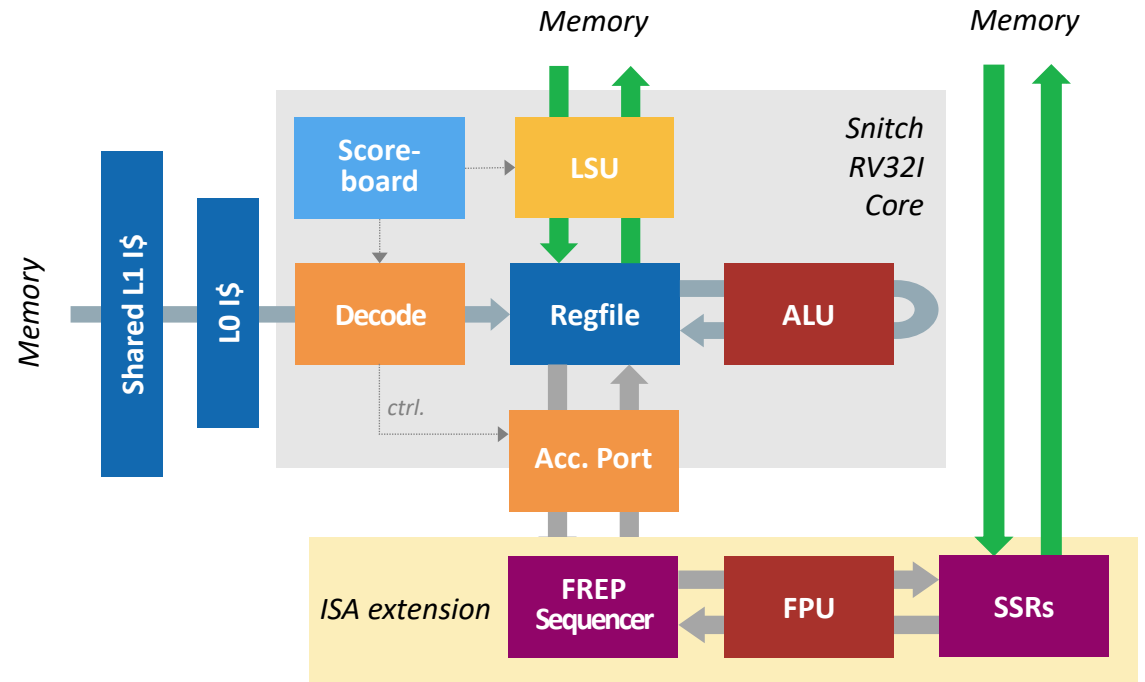 Memory
Memory
Score-
board
LSU
Snitch
RV32I
Core
Memory
Shared L1 I$
L0 I$
Decode
Regfile
ALU
ctrl.
Acc. Port
ISA extension
FREP
Sequencer
FPU
SSRs